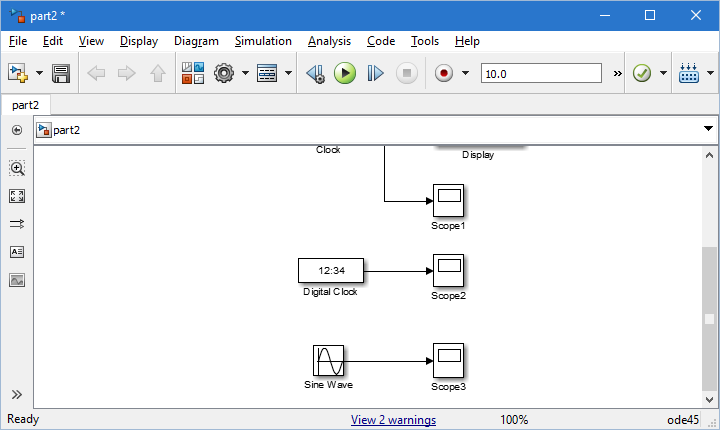 part2 *
File Edit View Display Diagram Simulation Analysis Code Tools Help
10.0 »
part2
part2
Clock
Display
Scope1
12:34
Digital Clock
Scope2
Sine Wave
Scope3
Ready View 2 warnings 100% ode45